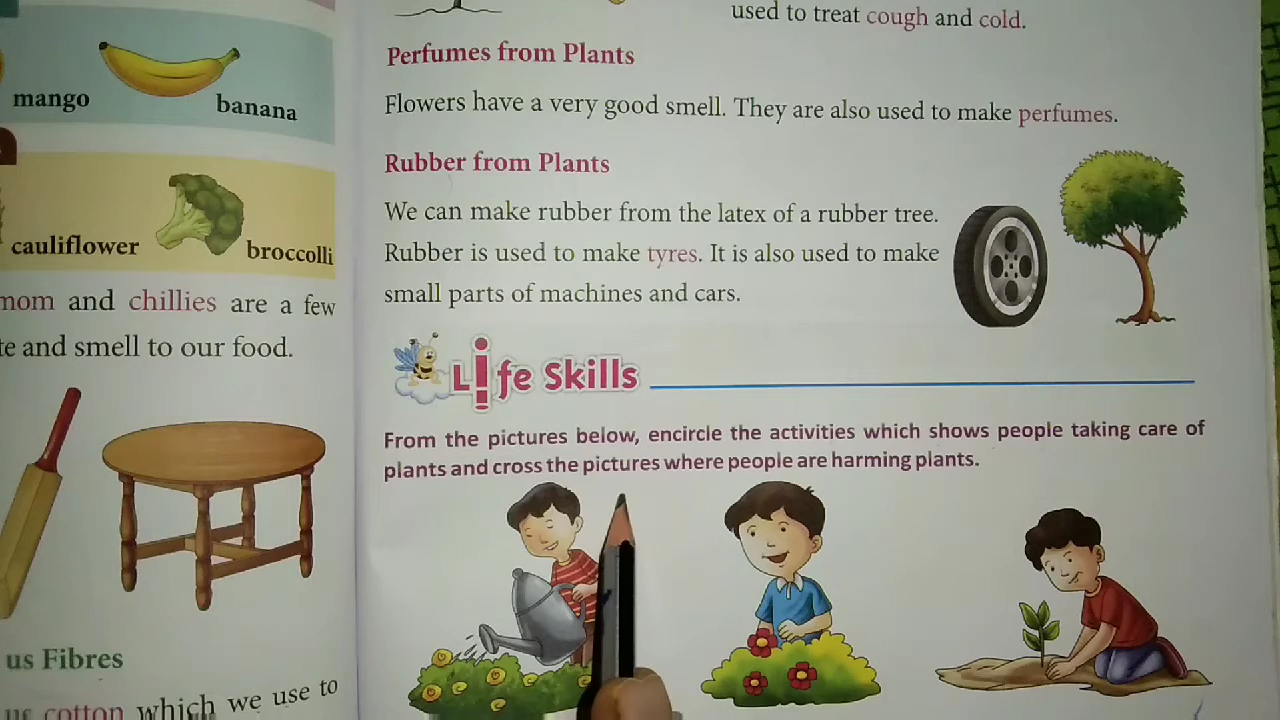 mango
banana
cauliflower
broccolli
and chillies are a few
and smell to our food.
us Fibres
cotton which we use to
used to treat cough and cold.
Perfumes from Plants
Flowers have a very good smell. They are also used to make perfumes.
Rubber from Plants
We can make rubber from the latex of a rubber tree.
Rubber is used to make tyres. It is also used to make
small parts of machines and cars.
Life Skills
From the pictures below, encircle the activities which shows people taking care of
plants and cross the pictures where people are harming plants.